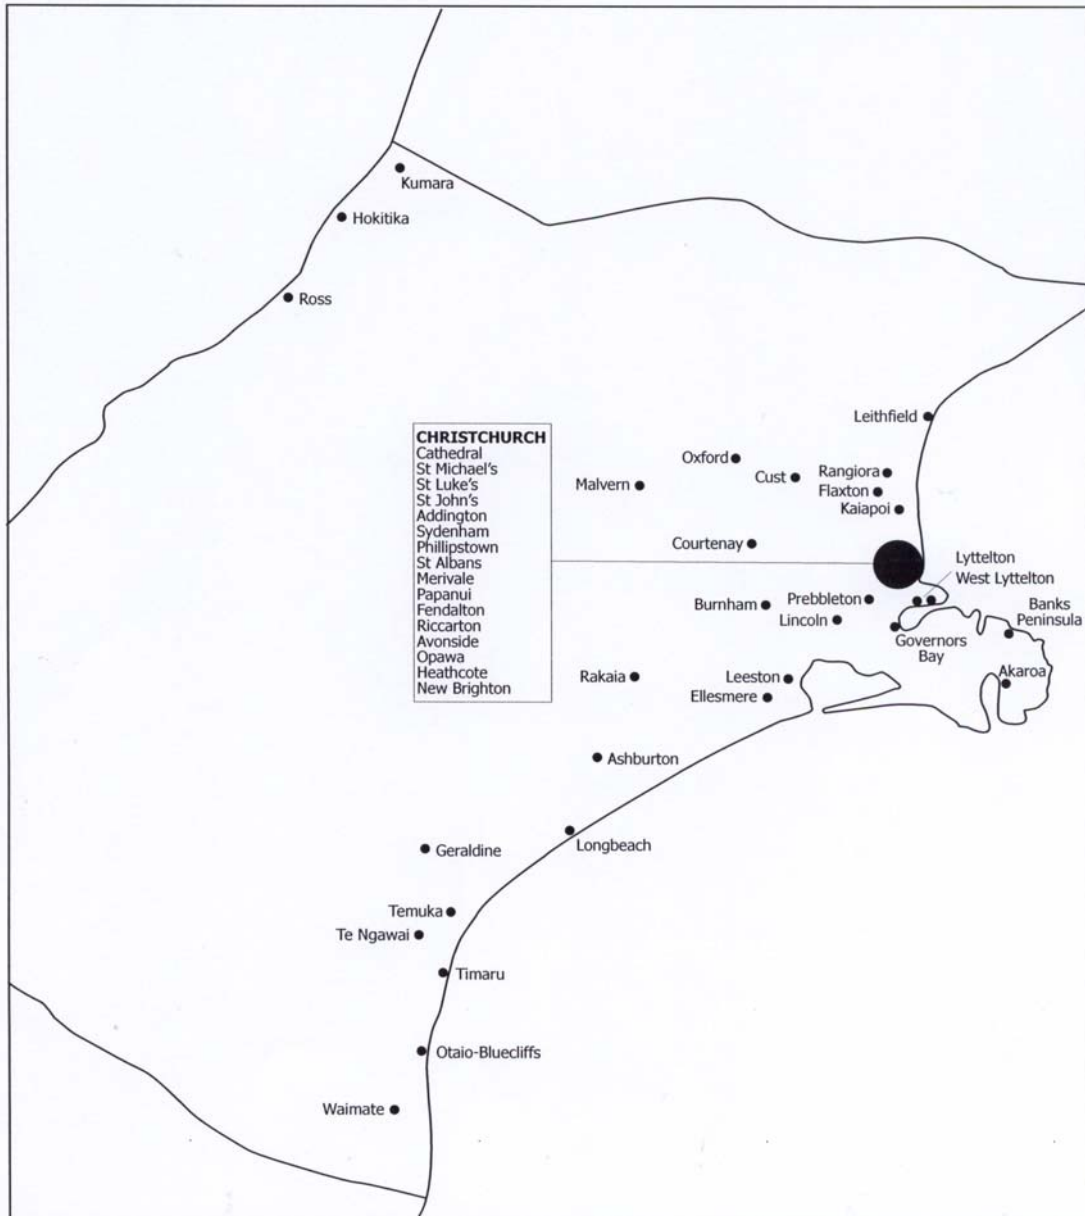 Kumara
Hokitika
Ross
Leithfield
CHRISTCHURCH
Cathedral
St Michael's
St Luke's
St John's
Addington
Sydenham
Phillipstown
St Albans
Merivale
Papanui
Fendalton
Riccarton
Avonside
Opawa
Heathcote
New Brighton
Oxford
Cust
Rangiora
Malvern
Flaxton
Kaiapoi
Courtenay
Lyttelton
West Lyttelton
Burnham
Prebbleton
Lincoln
Banks
Peninsula
Governors
Bay
Rakaia
Leeston
Akaroa
Ellesmere
Ashburton
Longbeach
Geraldine
Temuka
Te Ngawai
Timaru
Otaio-Bluecliffs
Waimate